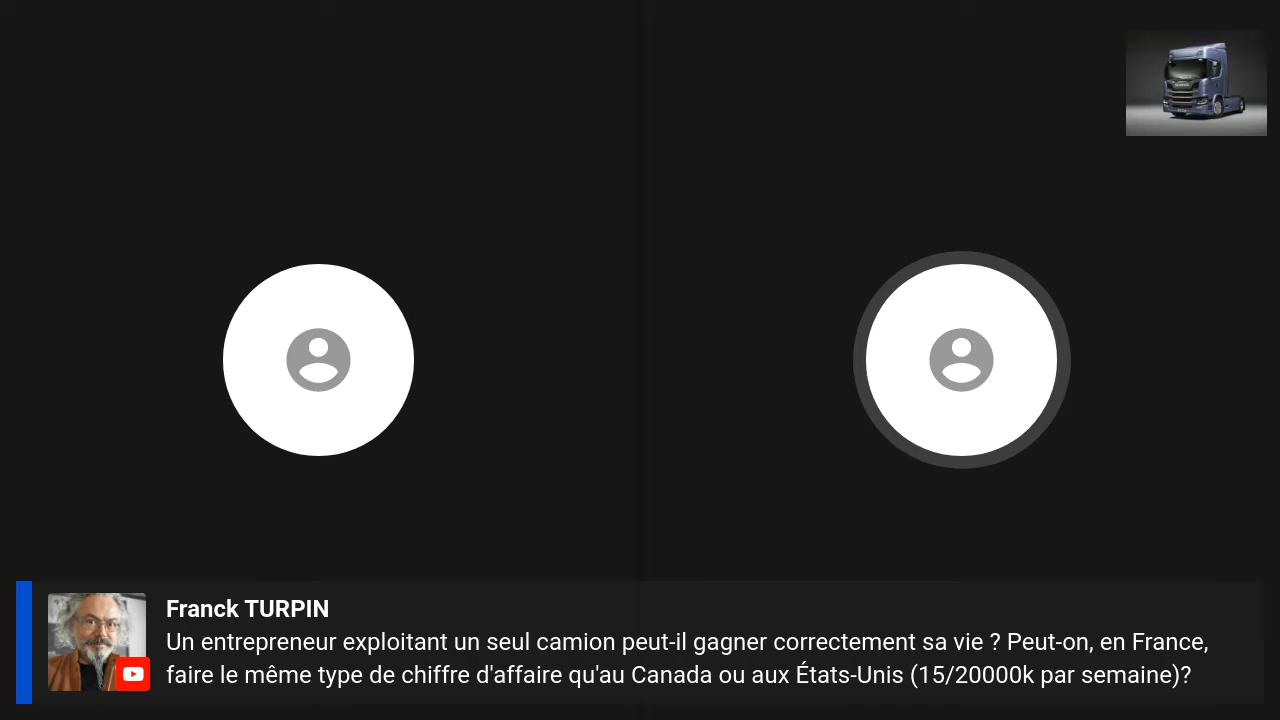 Franck TURPIN
Un entrepreneur exploitant un seul camion peut-il gagner correctement sa vie ? Peut-on, en France,
faire le même type de chiffre d'affaire qu'au Canada ou aux États-Unis (15/20000k par semaine)?